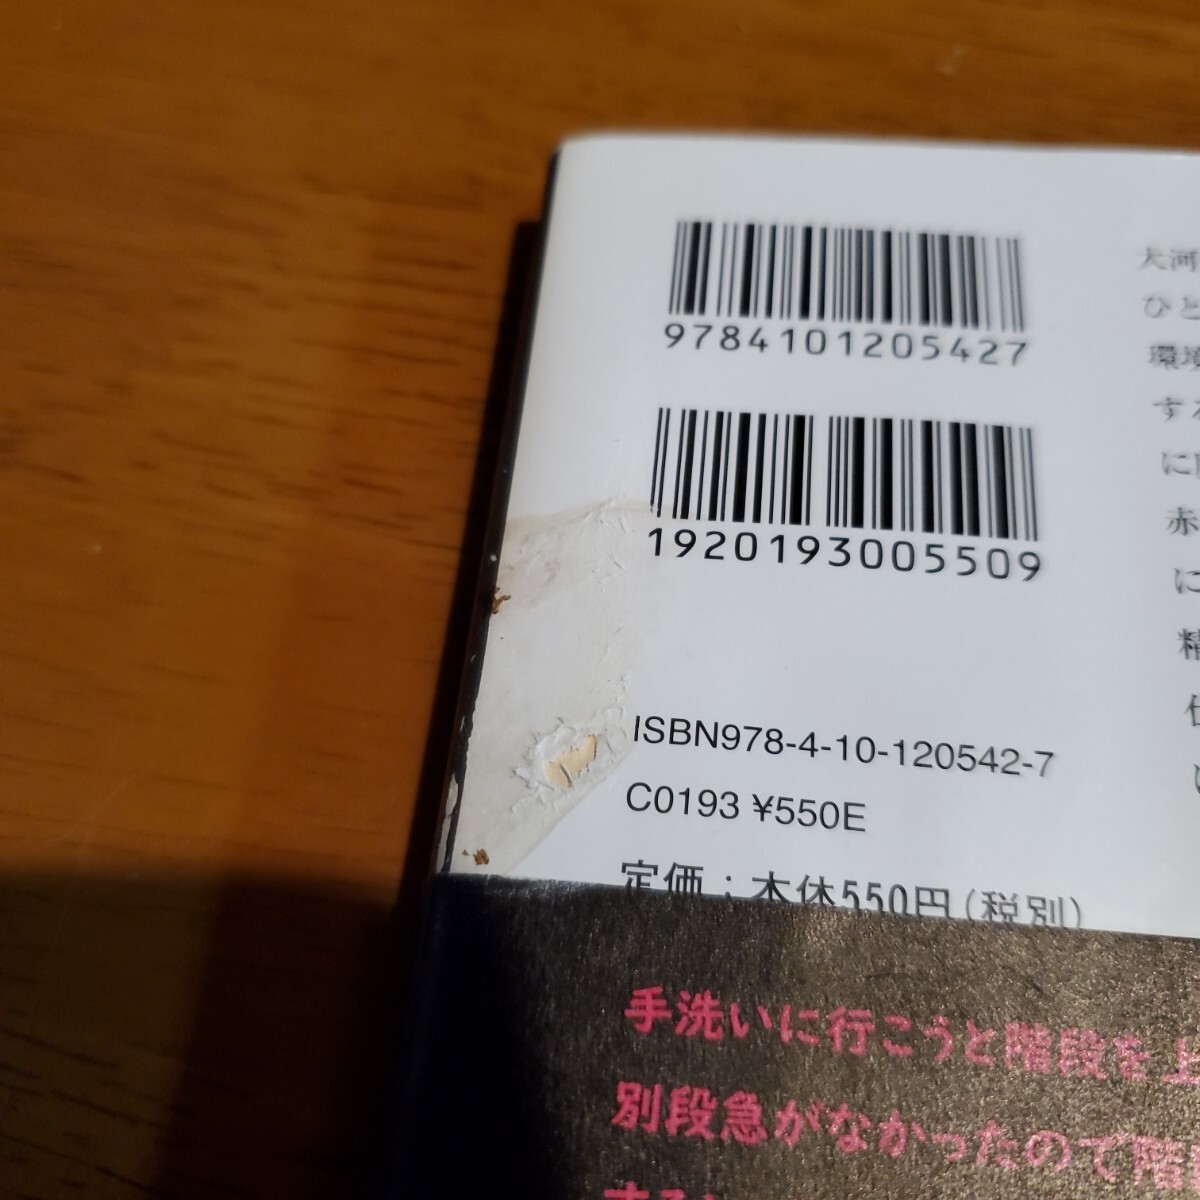 9784101205427
1920193005509
ISBN978-4-10-120542-7
C0193 ¥550E
定価：本体550円(税別)
大河
ひと
環境
する
に
赤
に
精
手洗いに行こうと階段を上
別段急がなかったので階